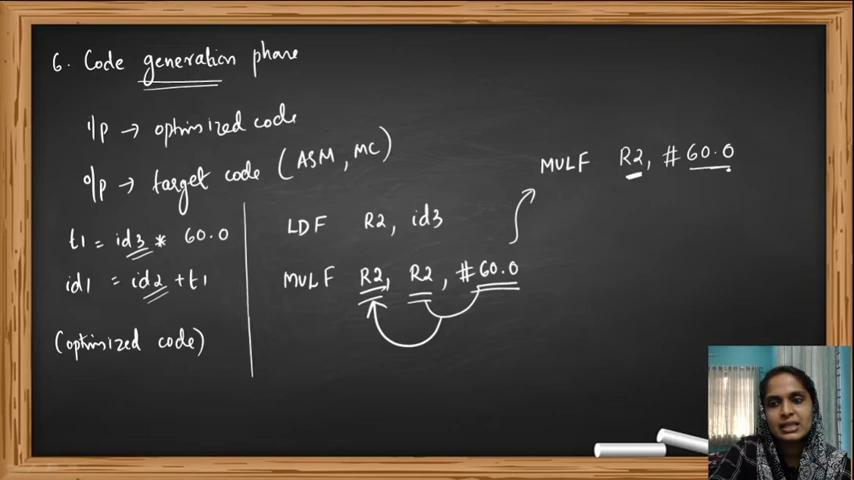 6. Code generation phase
i/p → optimized code
o/p → target code (ASM, MC)
t1 = id3 * 60.0
id1 = id2 + t1
(optimized code)
LDF R2, id3
MULF R2, R2, #60.0
MULF R2, #60.0